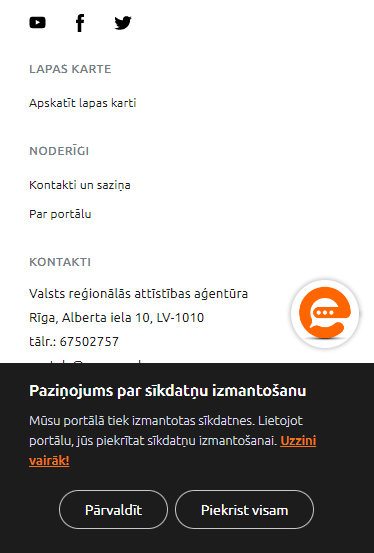 LAPAS KARTE
Apskatīt lapas karti
NODERĪGI
Kontakti un saziņa
Par portālu
KONTAKTI
Valsts reģionālās attīstības aģentūra
Rīga, Alberta iela 10, LV-1010
tālr.: 67502757
Paziņojums par sīkdatņu izmantošanu
Mūsu portālā tiek izmantotas sīkdatnes. Lietojot
portālu, jūs piekrītat sīkdatņu izmantošanai. Uzzini
vairāk!
Pārvaldīt
Piekrist visam